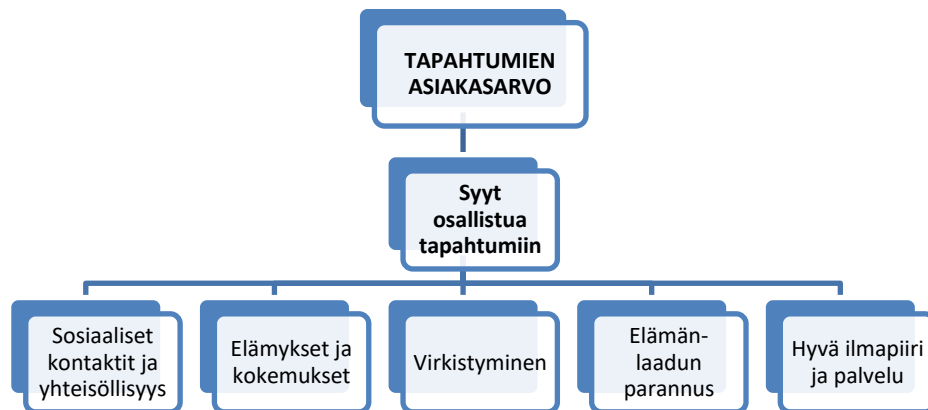 TAPAHTUMIEN
ASIAKASARVO
Syyt
osallistua
tapahtumiin
Sosiaaliset
kontaktit ja
yhteisöllisyys
Elämykset ja
kokemukset
Virkistyminen
Elämän-
laadun
parannus
Hyvä ilmapiiri
ja palvelu